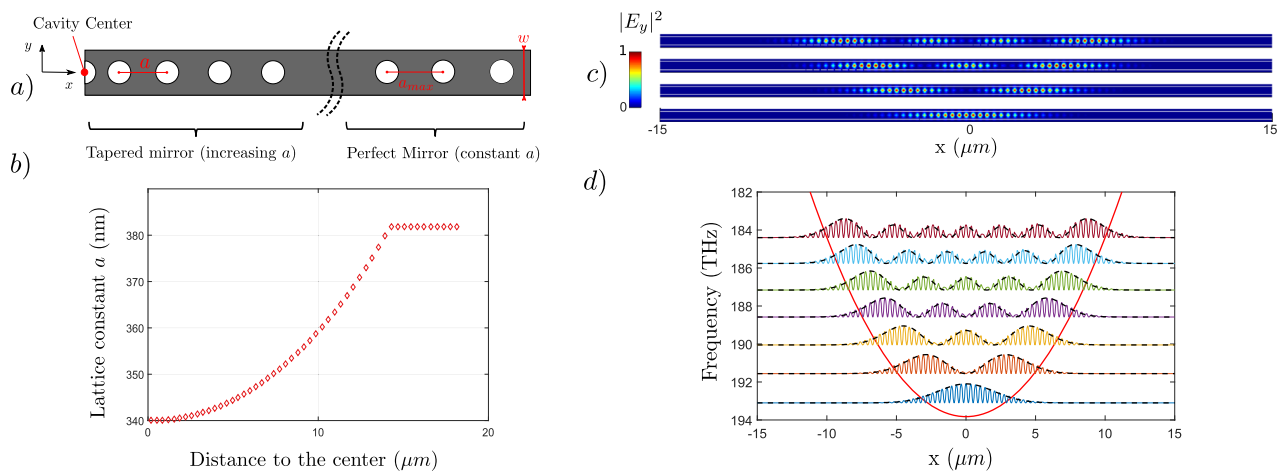 a)
Cavity Center
y
x
a
a_max
w
Tapered mirror (increasing a)
Perfect Mirror (constant a)
b)
Lattice constant a (nm)
380
370
360
350
340
0
10
20
Distance to the center (μm)
c)
|E_y|^2
1
0
-15
0
15
x (μm)
d)
Frequency (THz)
182
184
186
188
190
192
194
-15
-10
-5
0
5
10
15
x (μm)